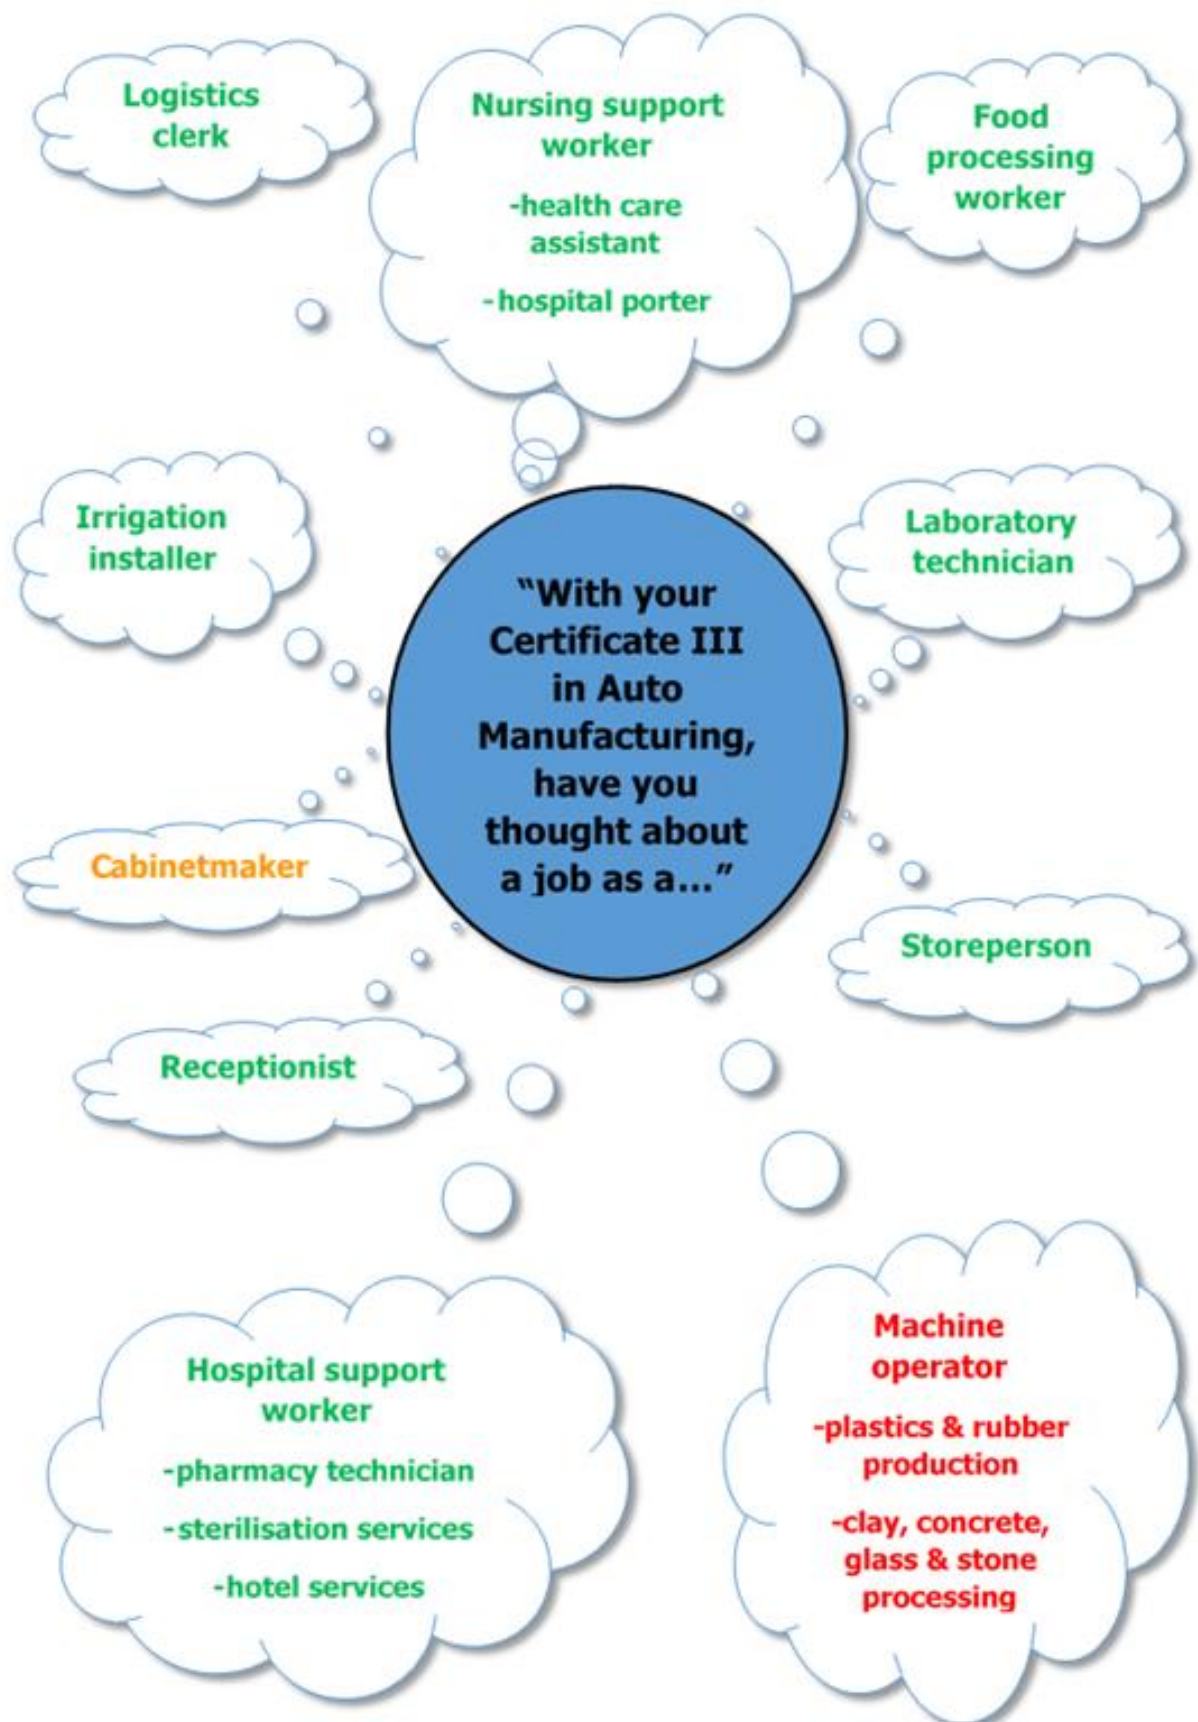 Logistics
clerk
Nursing support
worker
-health care
assistant
-hospital porter
Food
processing
worker
Irrigation
installer
Laboratory
technician
“With your
Certificate III
in Auto
Manufacturing,
have you
thought about
a job as a…”
Cabinetmaker
Storeperson
Receptionist
Hospital support
worker
-pharmacy technician
-sterilisation services
-hotel services
Machine
operator
-plastics & rubber
production
-clay, concrete,
glass & stone
processing